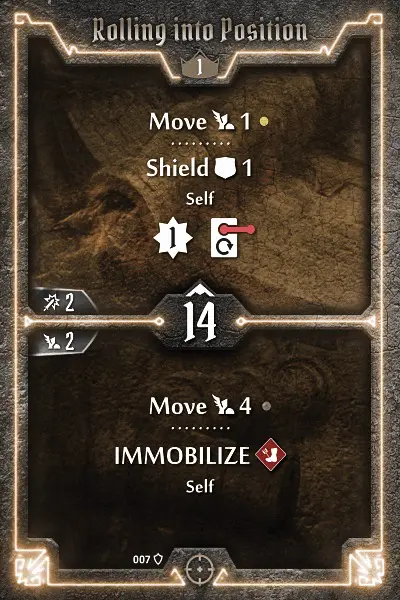 Rolling into Position
1
Move 1
Shield 1
Self
1
2
14
2
Move 4
IMMOBILIZE
Self
007